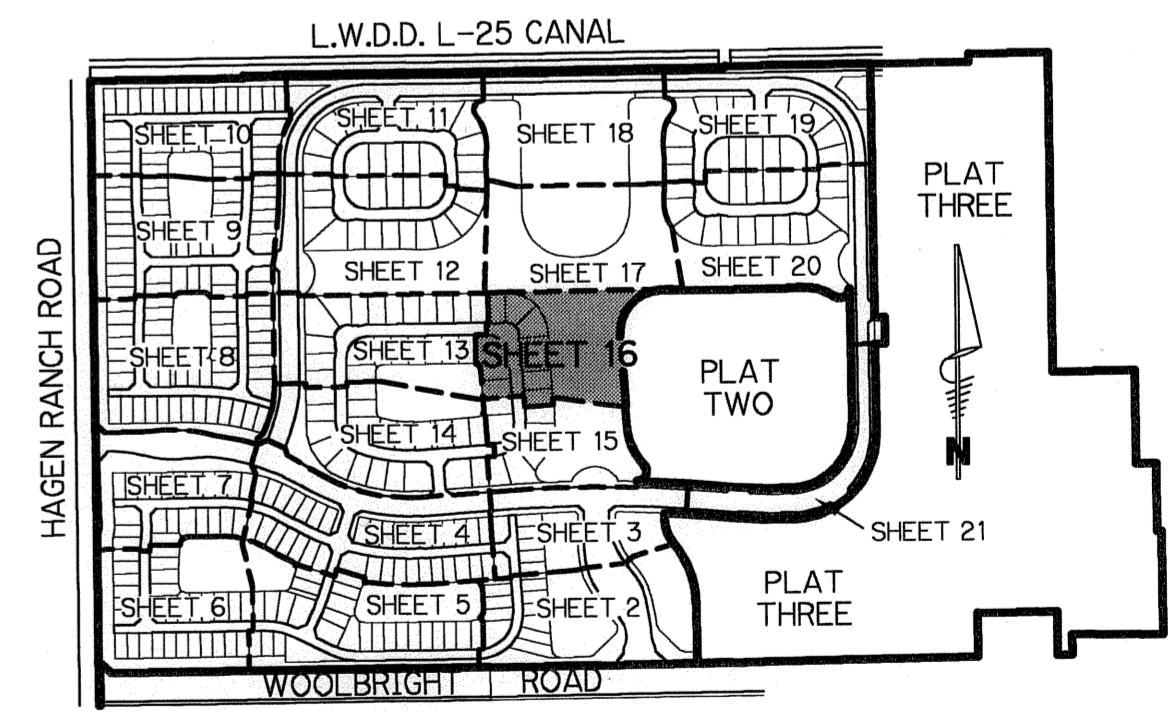 L.W.D.D. L-25 CANAL
SHEET 10
SHEET 11
SHEET 18
SHEET 19
PLAT
THREE
SHEET 9
SHEET 12
SHEET 17
SHEET 20
HAGEN RANCH ROAD
SHEET 8
SHEET 13
SHEET 16
PLAT
TWO
SHEET 14
SHEET 15
N
SHEET 7
SHEET 4
SHEET 3
SHEET 21
SHEET 6
SHEET 5
SHEET 2
PLAT
THREE
WOOLBRIGHT ROAD